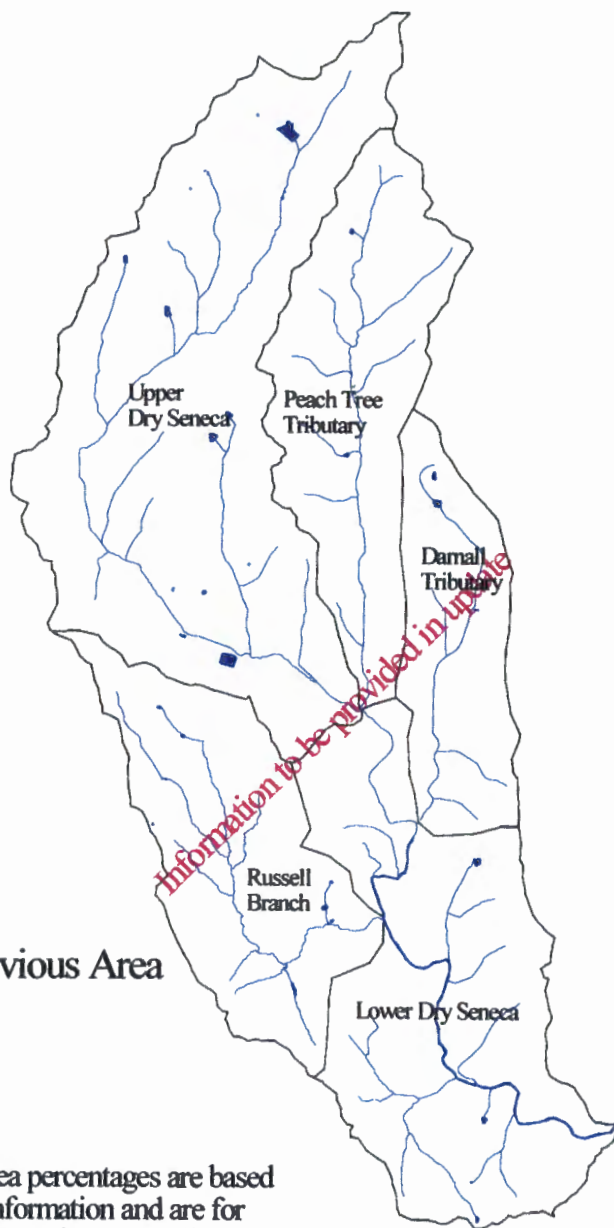 Upper
Dry Seneca
Peach Tree
Tributary
Darnall
Tributary
Information to be provided in update
Russell
Branch
vious Area
Lower Dry Seneca
ea percentages are based
nformation and are for